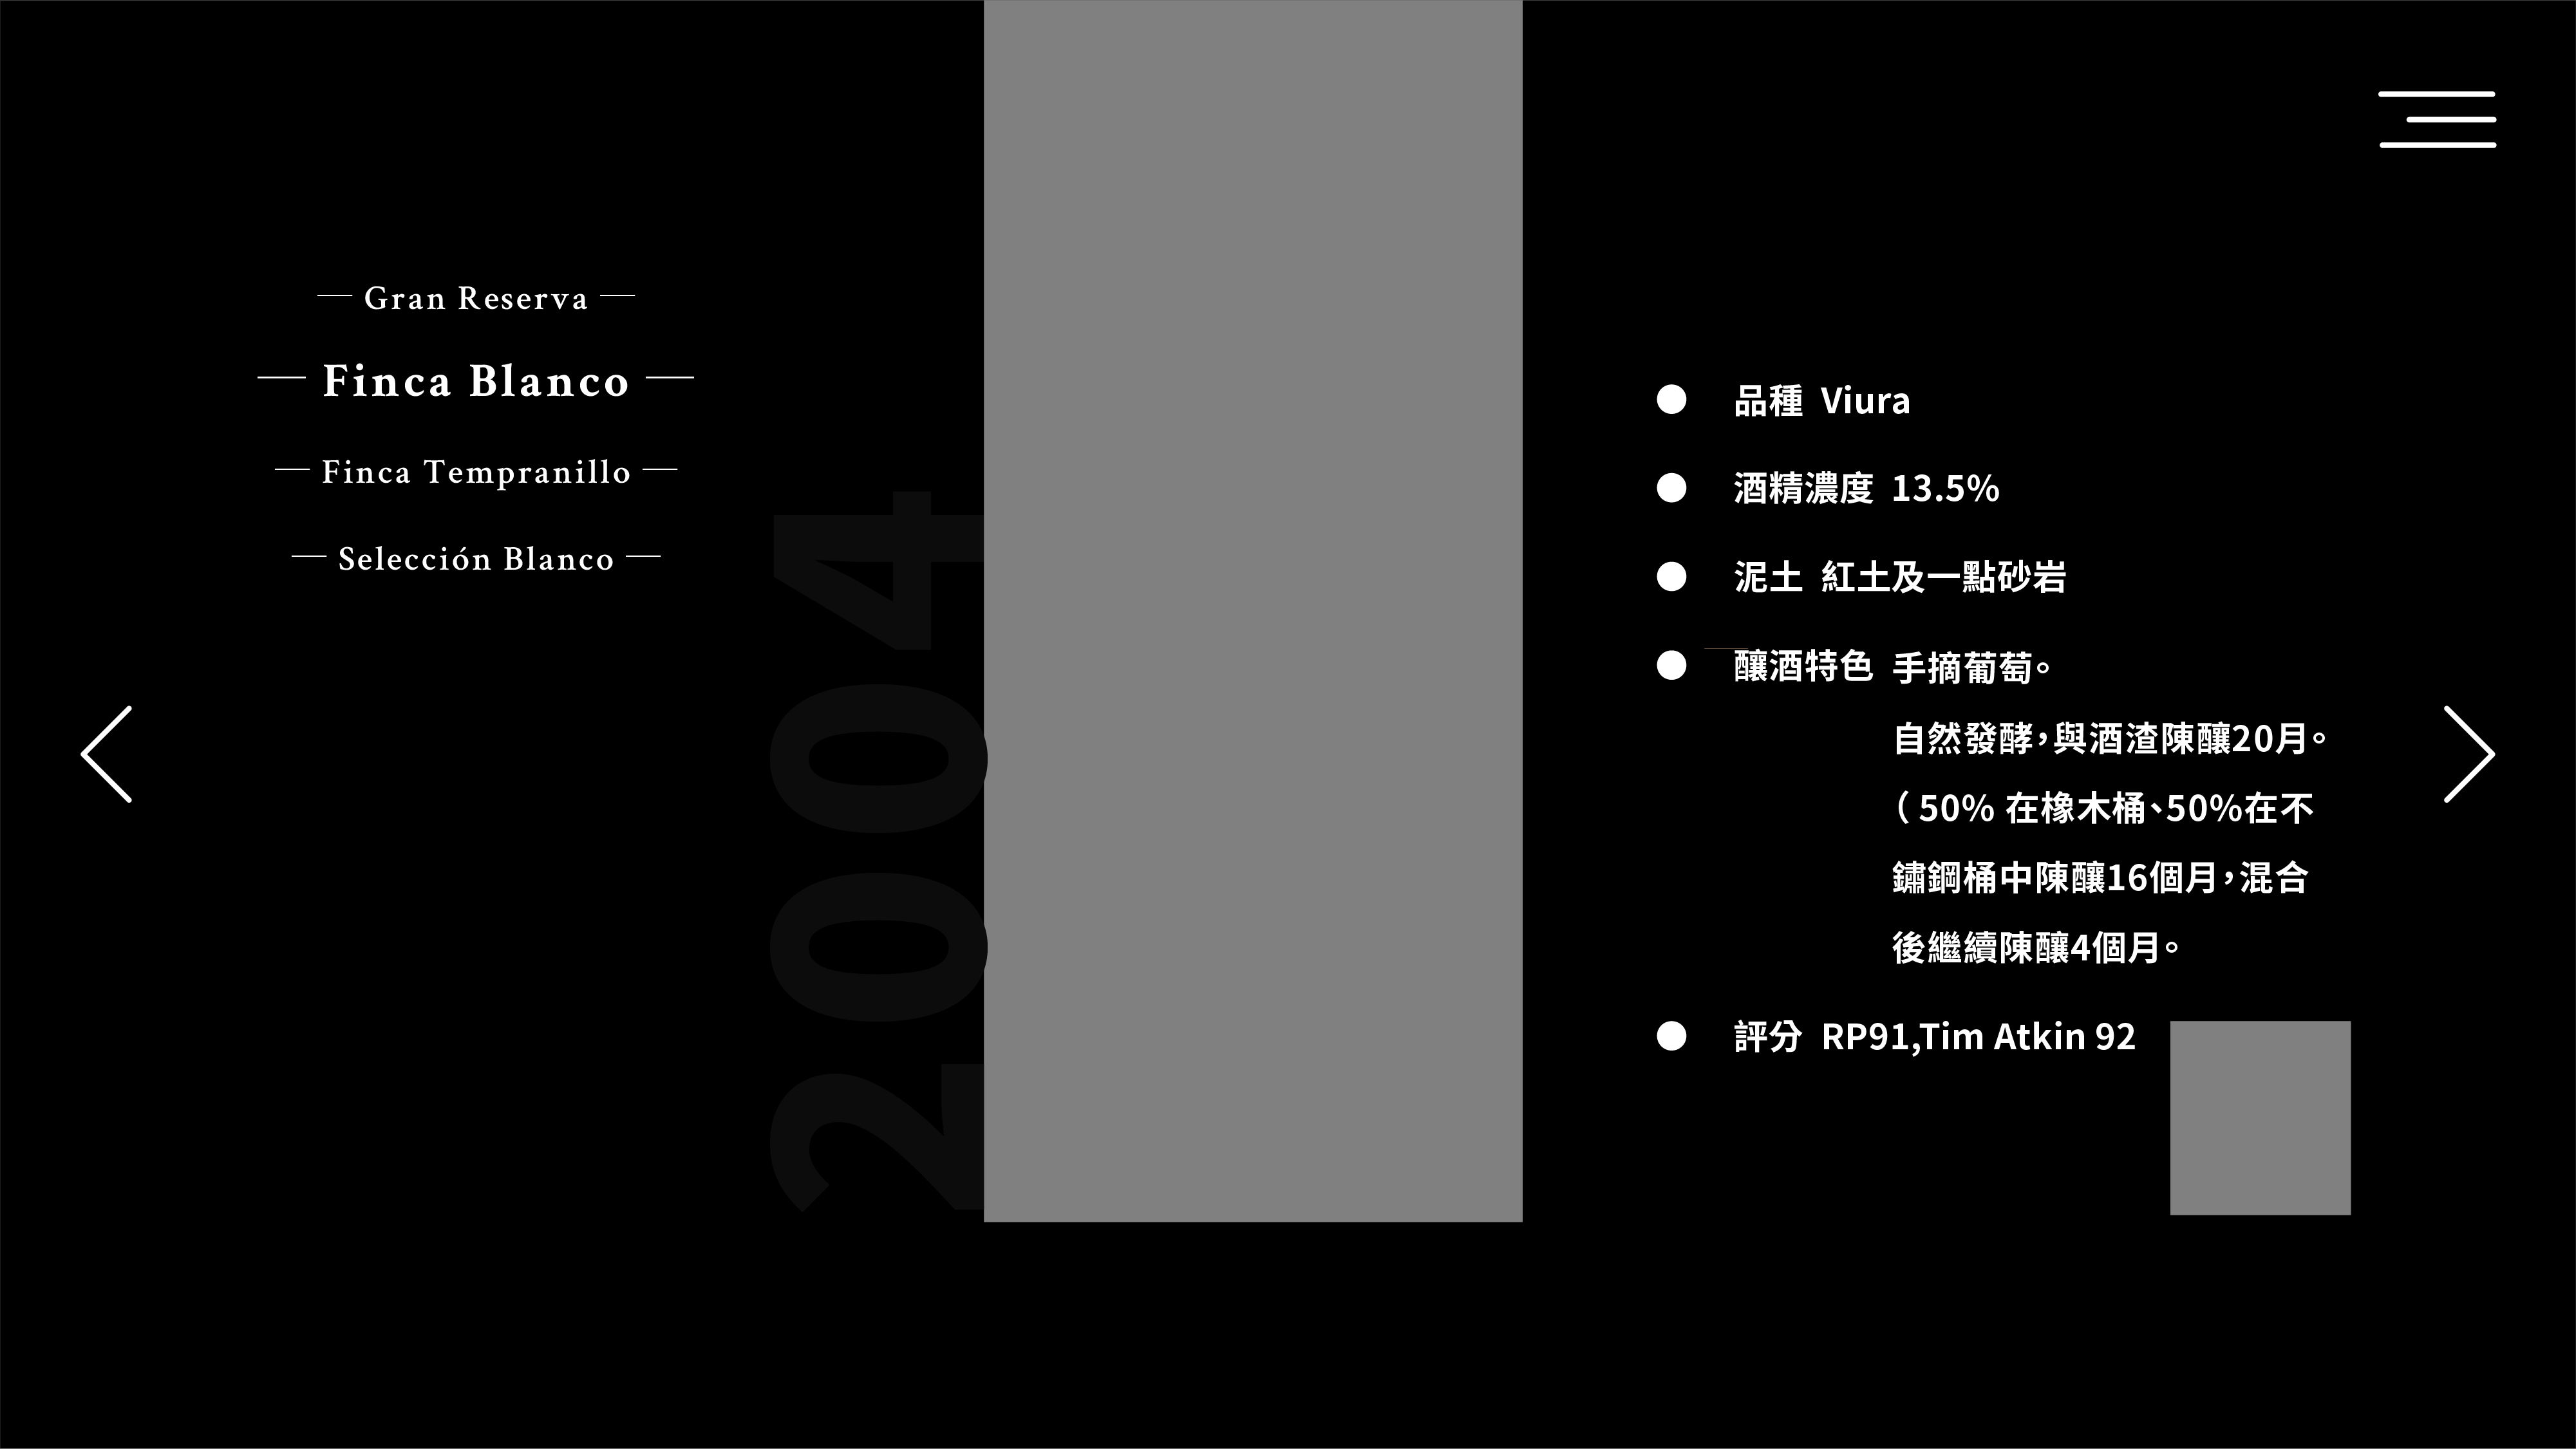 Gran Reserva
Finca Blanco
Finca Tempranillo
Selección Blanco
2004
品種 Viura
酒精濃度 13.5%
泥土 紅土及一點砂岩
釀酒特色 手摘葡萄。
自然發酵，與酒渣陳釀20月。
（ 50% 在橡木桶、50%在不
鏽鋼桶中陳釀16個月，混合
後繼續陳釀4個月。
評分 RP91,Tim Atkin 92